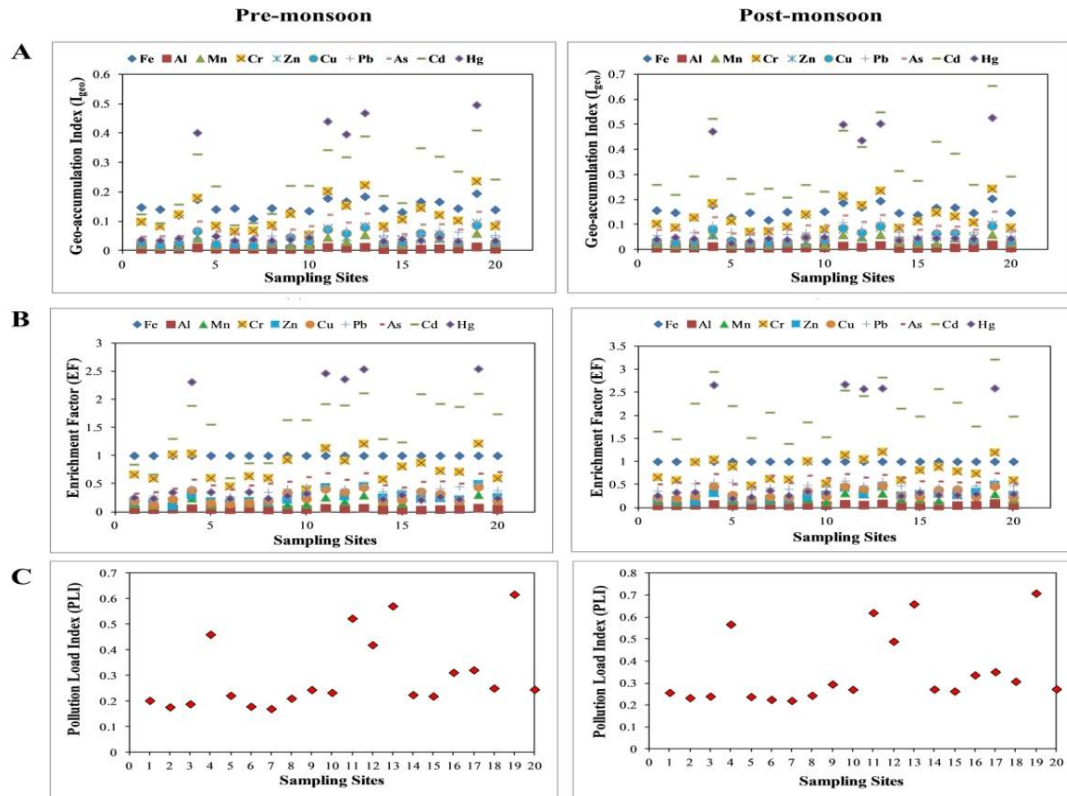 Pre-monsoon
Post-monsoon
A
Fe Al Mn Cr Zn Cu Pb As Cd Hg
Geo-accumulation Index (Igeo)
0.6
0.5
0.4
0.3
0.2
0.1
0
0 5 10 15 20
Sampling Sites
Fe Al Mn Cr Zn Cu Pb As Cd Hg
Geo-accumulation Index (Igeo)
0.7
0.6
0.5
0.4
0.3
0.2
0.1
0
0 5 10 15 20
Sampling Sites
B
Fe Al Mn Cr Zn Cu Pb As Cd Hg
Enrichment Factor (EF)
3
2.5
2
1.5
1
0.5
0
0 5 10 15 20
Sampling Sites
Fe Al Mn Cr Zn Cu Pb As Cd Hg
Enrichment Factor (EF)
3.5
3
2.5
2
1.5
1
0.5
0
0 5 10 15 20
Sampling Sites
C
Pollution Load Index (PLI)
0.7
0.6
0.5
0.4
0.3
0.2
0.1
0
0 1 2 3 4 5 6 7 8 9 10 11 12 13 14 15 16 17 18 19 20
Sampling Sites
Pollution Load Index (PLI)
0.8
0.7
0.6
0.5
0.4
0.3
0.2
0.1
0
0 1 2 3 4 5 6 7 8 9 10 11 12 13 14 15 16 17 18 19 20
Sampling Sites